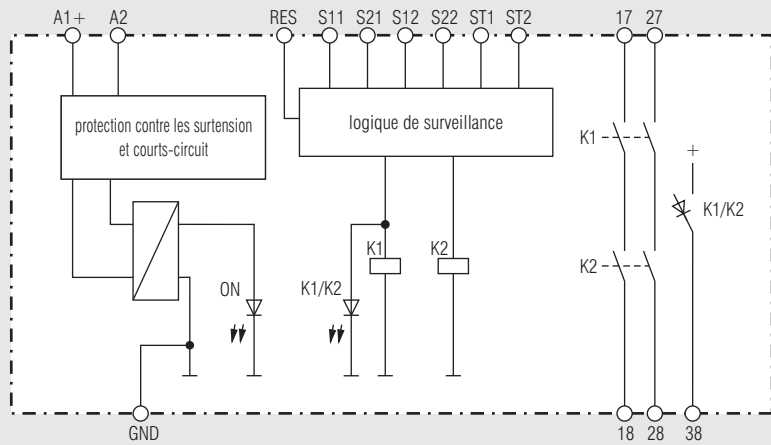 A1+ A2 RES S11 S21 S12 S22 ST1 ST2 17 27
protection contre les surtension
et courts-circuit
logique de surveillance
K1
+
K1/K2
K1 K2
K2
ON K1/K2
GND 18 28 38